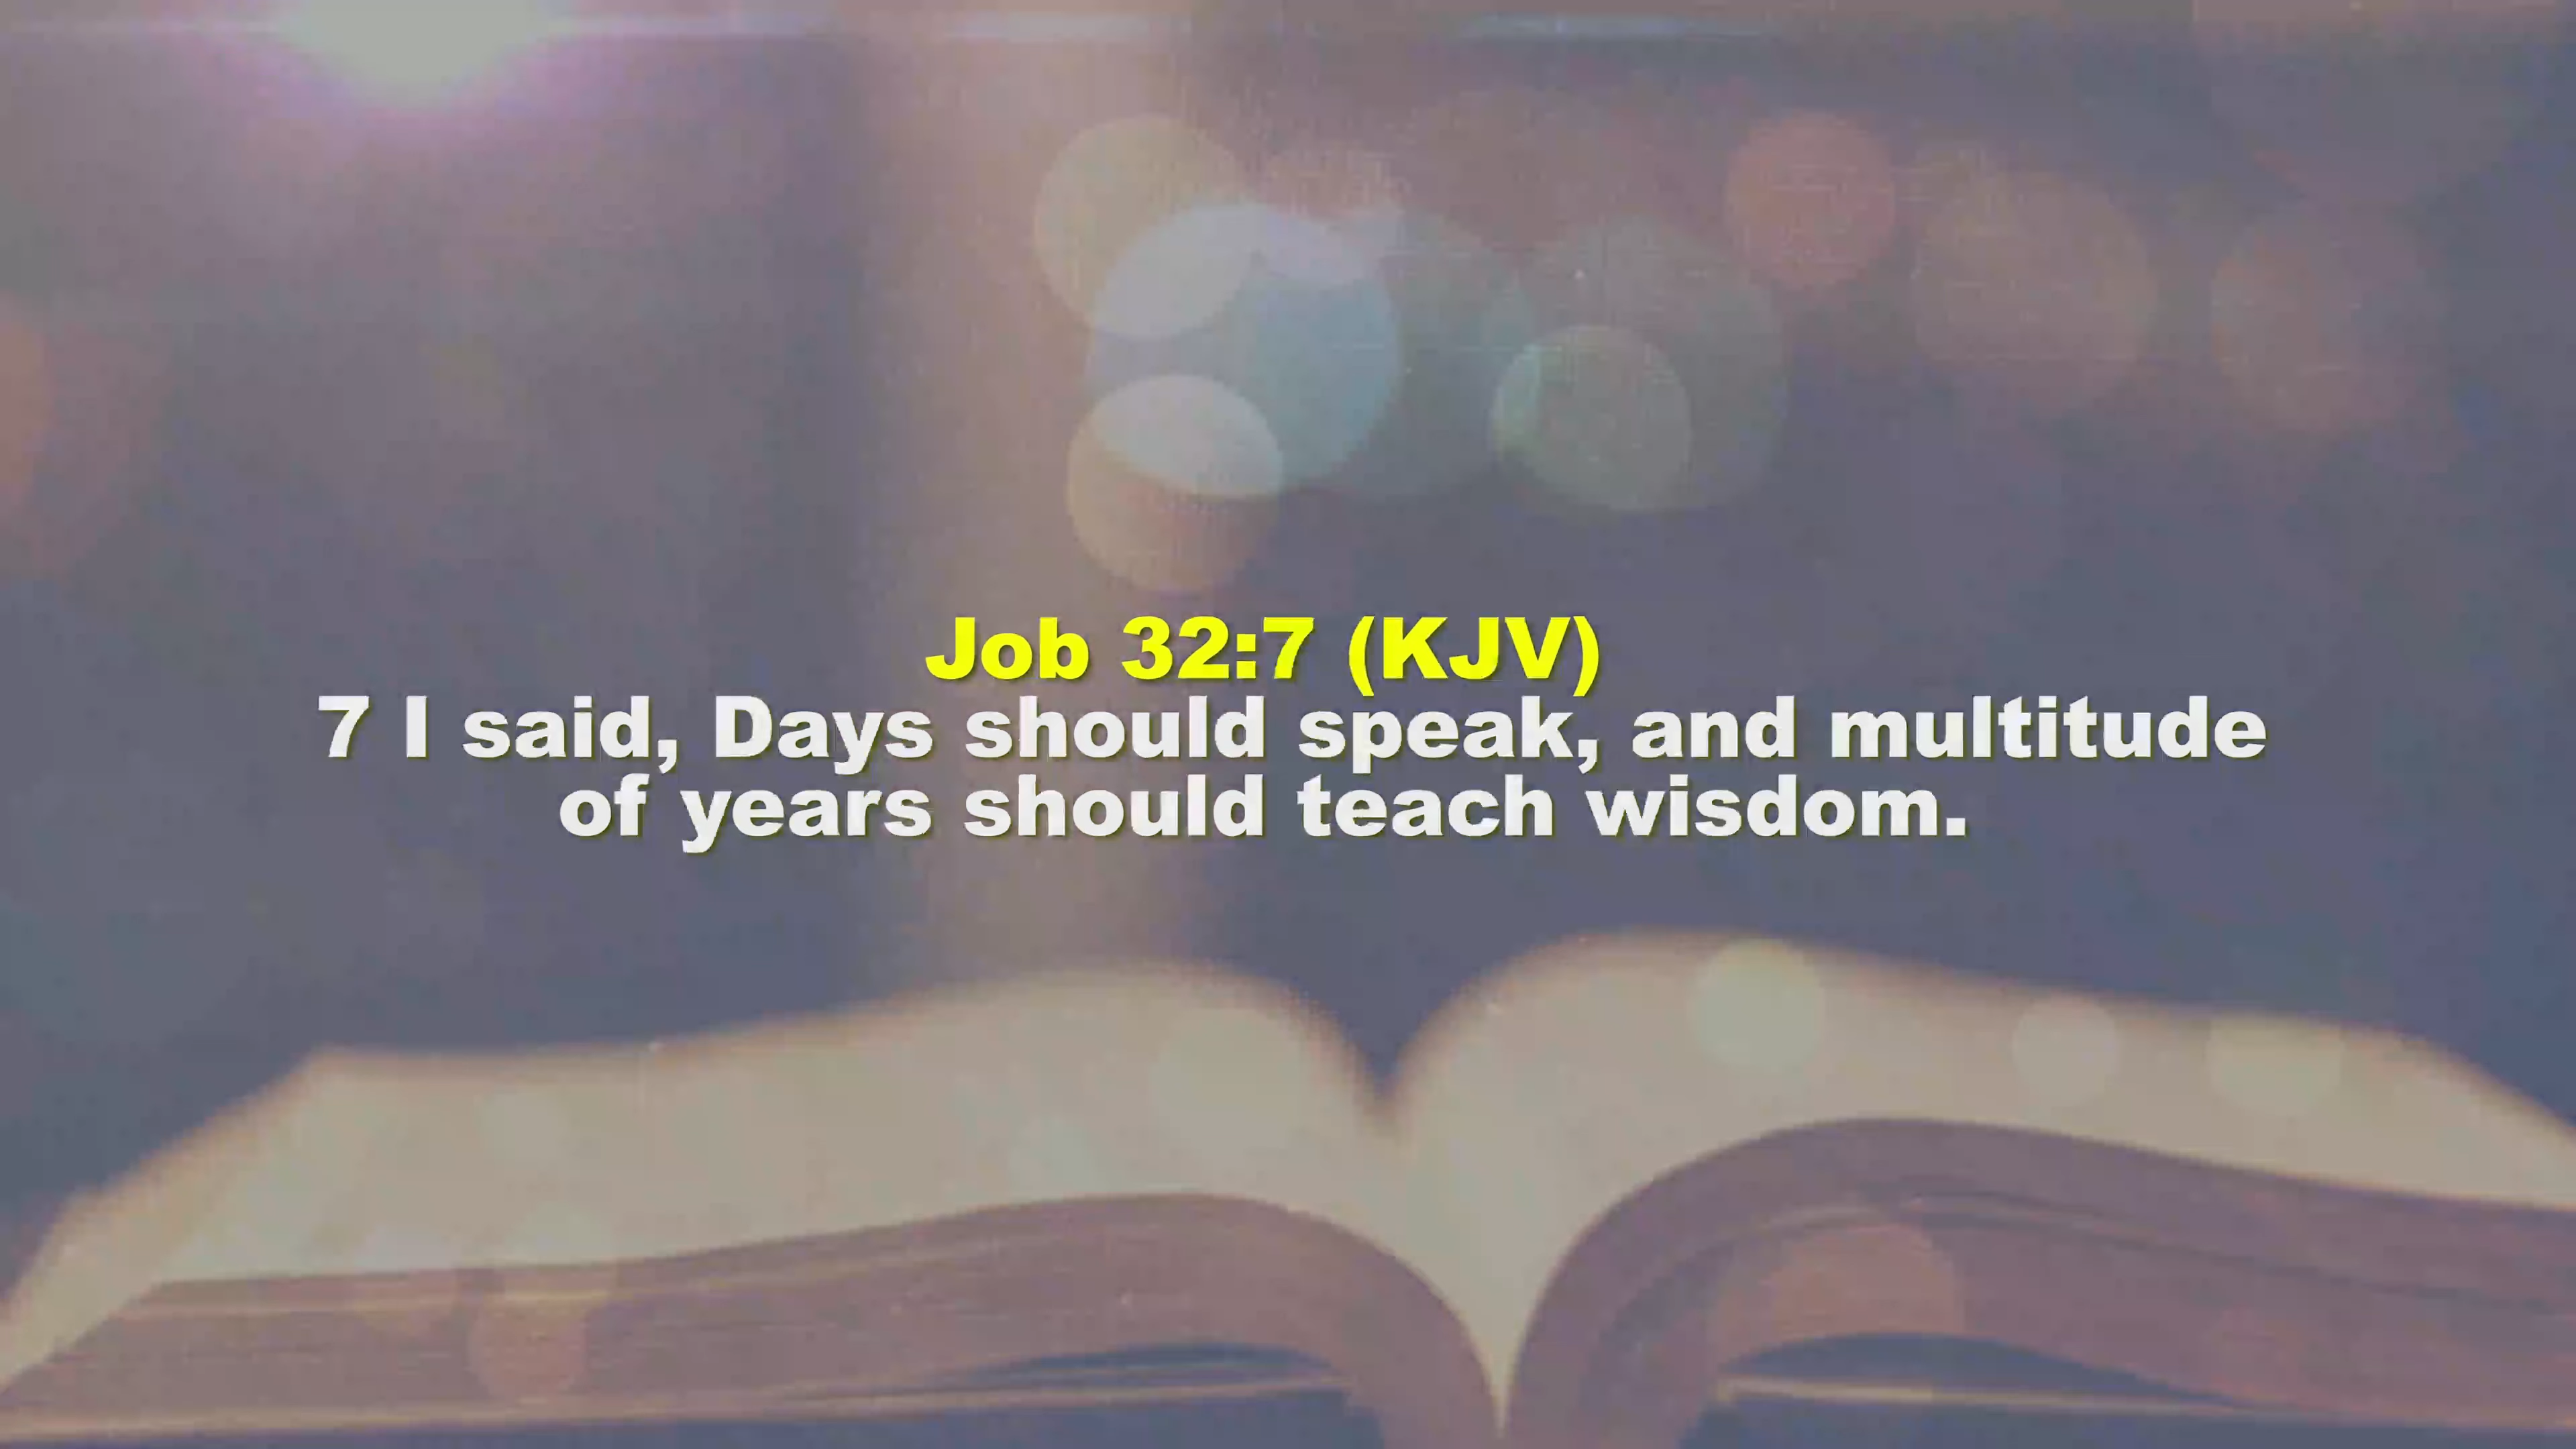 Job 32:7 (KJV)
7 I said, Days should speak, and multitude
of years should teach wisdom.